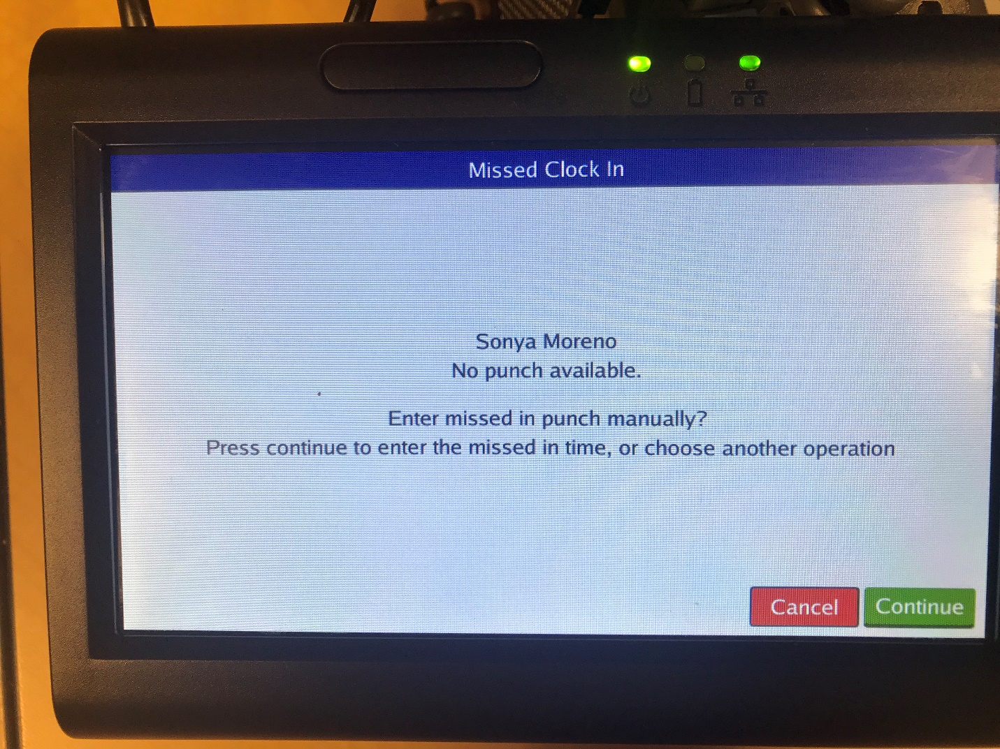 Missed Clock In
Sonya Moreno
No punch available.
Enter missed in punch manually?
Press continue to enter the missed in time, or choose another operation
Cancel Continue